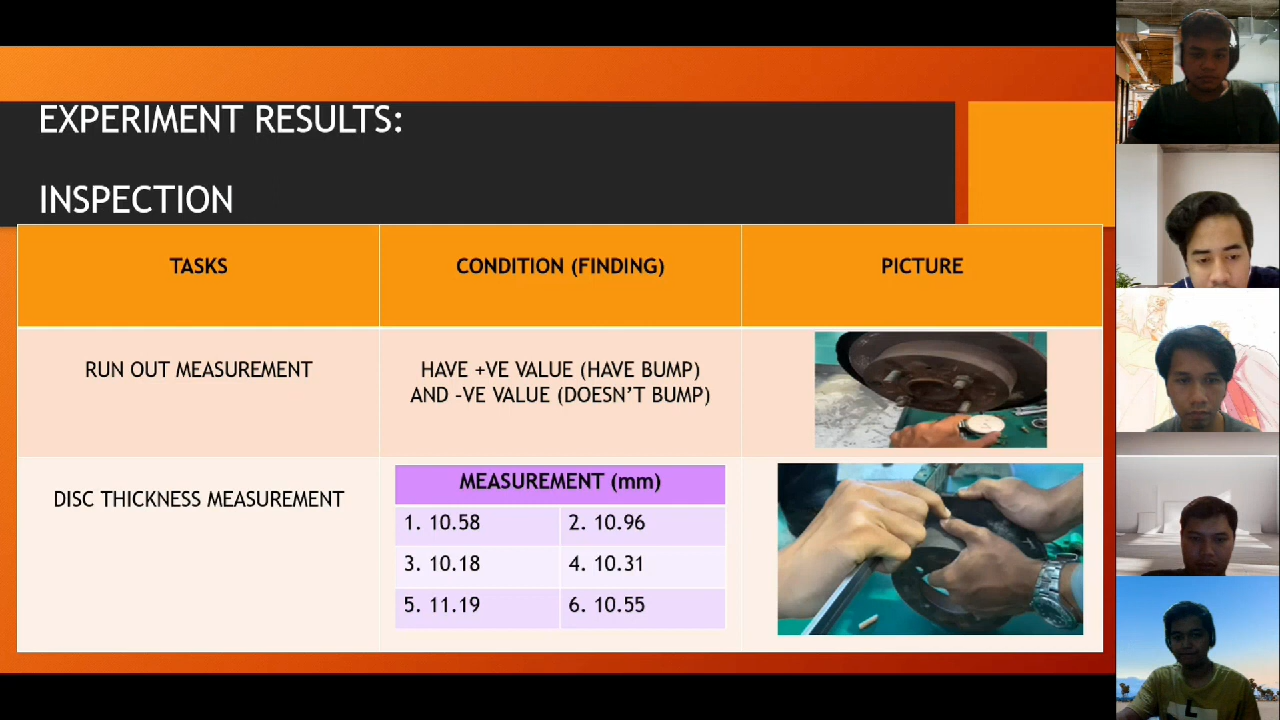 EXPERIMENT RESULTS:
INSPECTION
TASKS
CONDITION (FINDING)
PICTURE
RUN OUT MEASUREMENT
HAVE +VE VALUE (HAVE BUMP)
AND -VE VALUE (DOESN'T BUMP)
DISC THICKNESS MEASUREMENT
MEASUREMENT (mm)
1. 10.58
2. 10.96
3. 10.18
4. 10.31
5. 11.19
6. 10.55